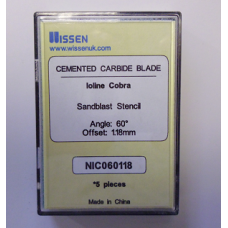 WISSEN
www.wissenuk.com
CEMENTED CARBIDE BLADE
Ioline Cobra
Sandblast Stencil
Angle: 60°
Offset: 1.18mm
NIC060118
*5 pieces
Made in China